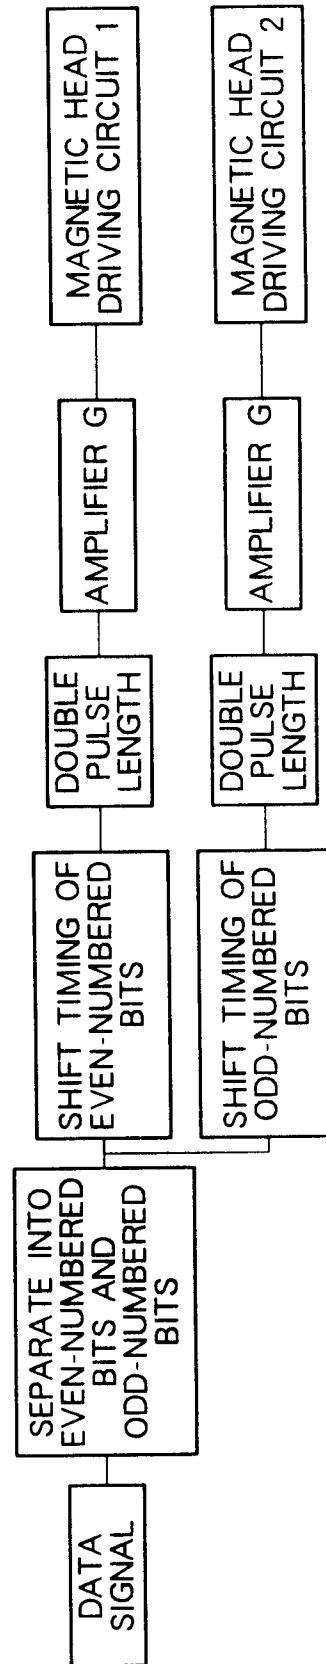 DATA
SIGNAL
SEPARATE INTO
EVEN-NUMBERED
BITS AND
ODD-NUMBERED
BITS
SHIFT TIMING OF
EVEN-NUMBERED
BITS
DOUBLE
PULSE
LENGTH
AMPLIFIER G
MAGNETIC HEAD
DRIVING CIRCUIT 1
SHIFT TIMING OF
ODD-NUMBERED
BITS
DOUBLE
PULSE
LENGTH
AMPLIFIER G
MAGNETIC HEAD
DRIVING CIRCUIT 2